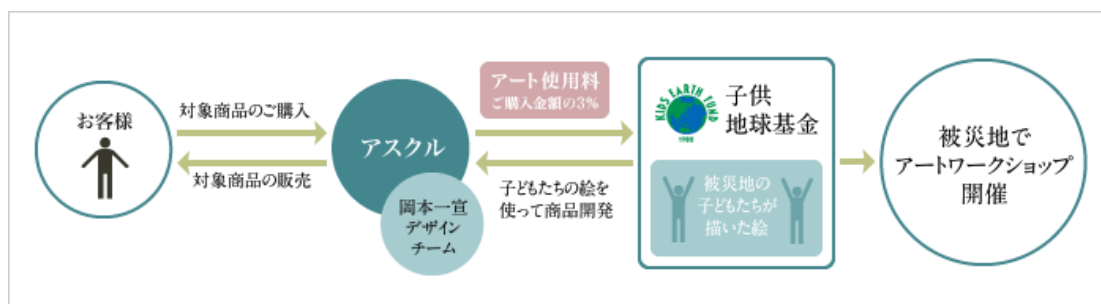 お客様
対象商品のご購入
対象商品の販売
アスクル
岡本一宣
デザイン
チーム
アート使用料
ご購入金額の3%
子どもたちの絵を
使って商品開発
KIDS EARTH FUND
1988
子供
地球基金
被災地の
子どもたちが
描いた絵
被災地で
アートワークショップ
開催